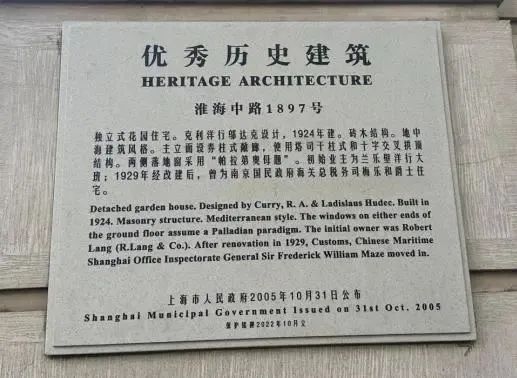 优秀历史建筑
HERITAGE ARCHITECTURE
淮海中路1897号
独立式花园住宅。克利洋行邬达克设计，1924年建。砖木结构。地中
海建筑风格。主立面设券柱式敞廊，使用塔司干柱式和十字交叉拱顶
结构。两侧落地窗采用“帕拉第奥母题”。初始业主为兰乐里洋行大
班；1929年经改建后，曾为南京国民政府海关总税务司梅乐和爵士住
宅。
Detached garden house. Designed by Curry, R. A. & Ladislaus Hudec. Built in
1924. Masonry structure. Mediterranean style. The windows on either ends of
the ground floor assume a Palladian paradigm. The initial owner was Robert
Lang (R.Lang & Co.). After renovation in 1929, Customs, Chinese Maritime
Shanghai Office Inspectorate General Sir Frederick William Maze moved in.
上海市人民政府2005年10月31日公布
Shanghai Municipal Government Issued on 31st Oct. 2005
保护铭牌2022年10月立